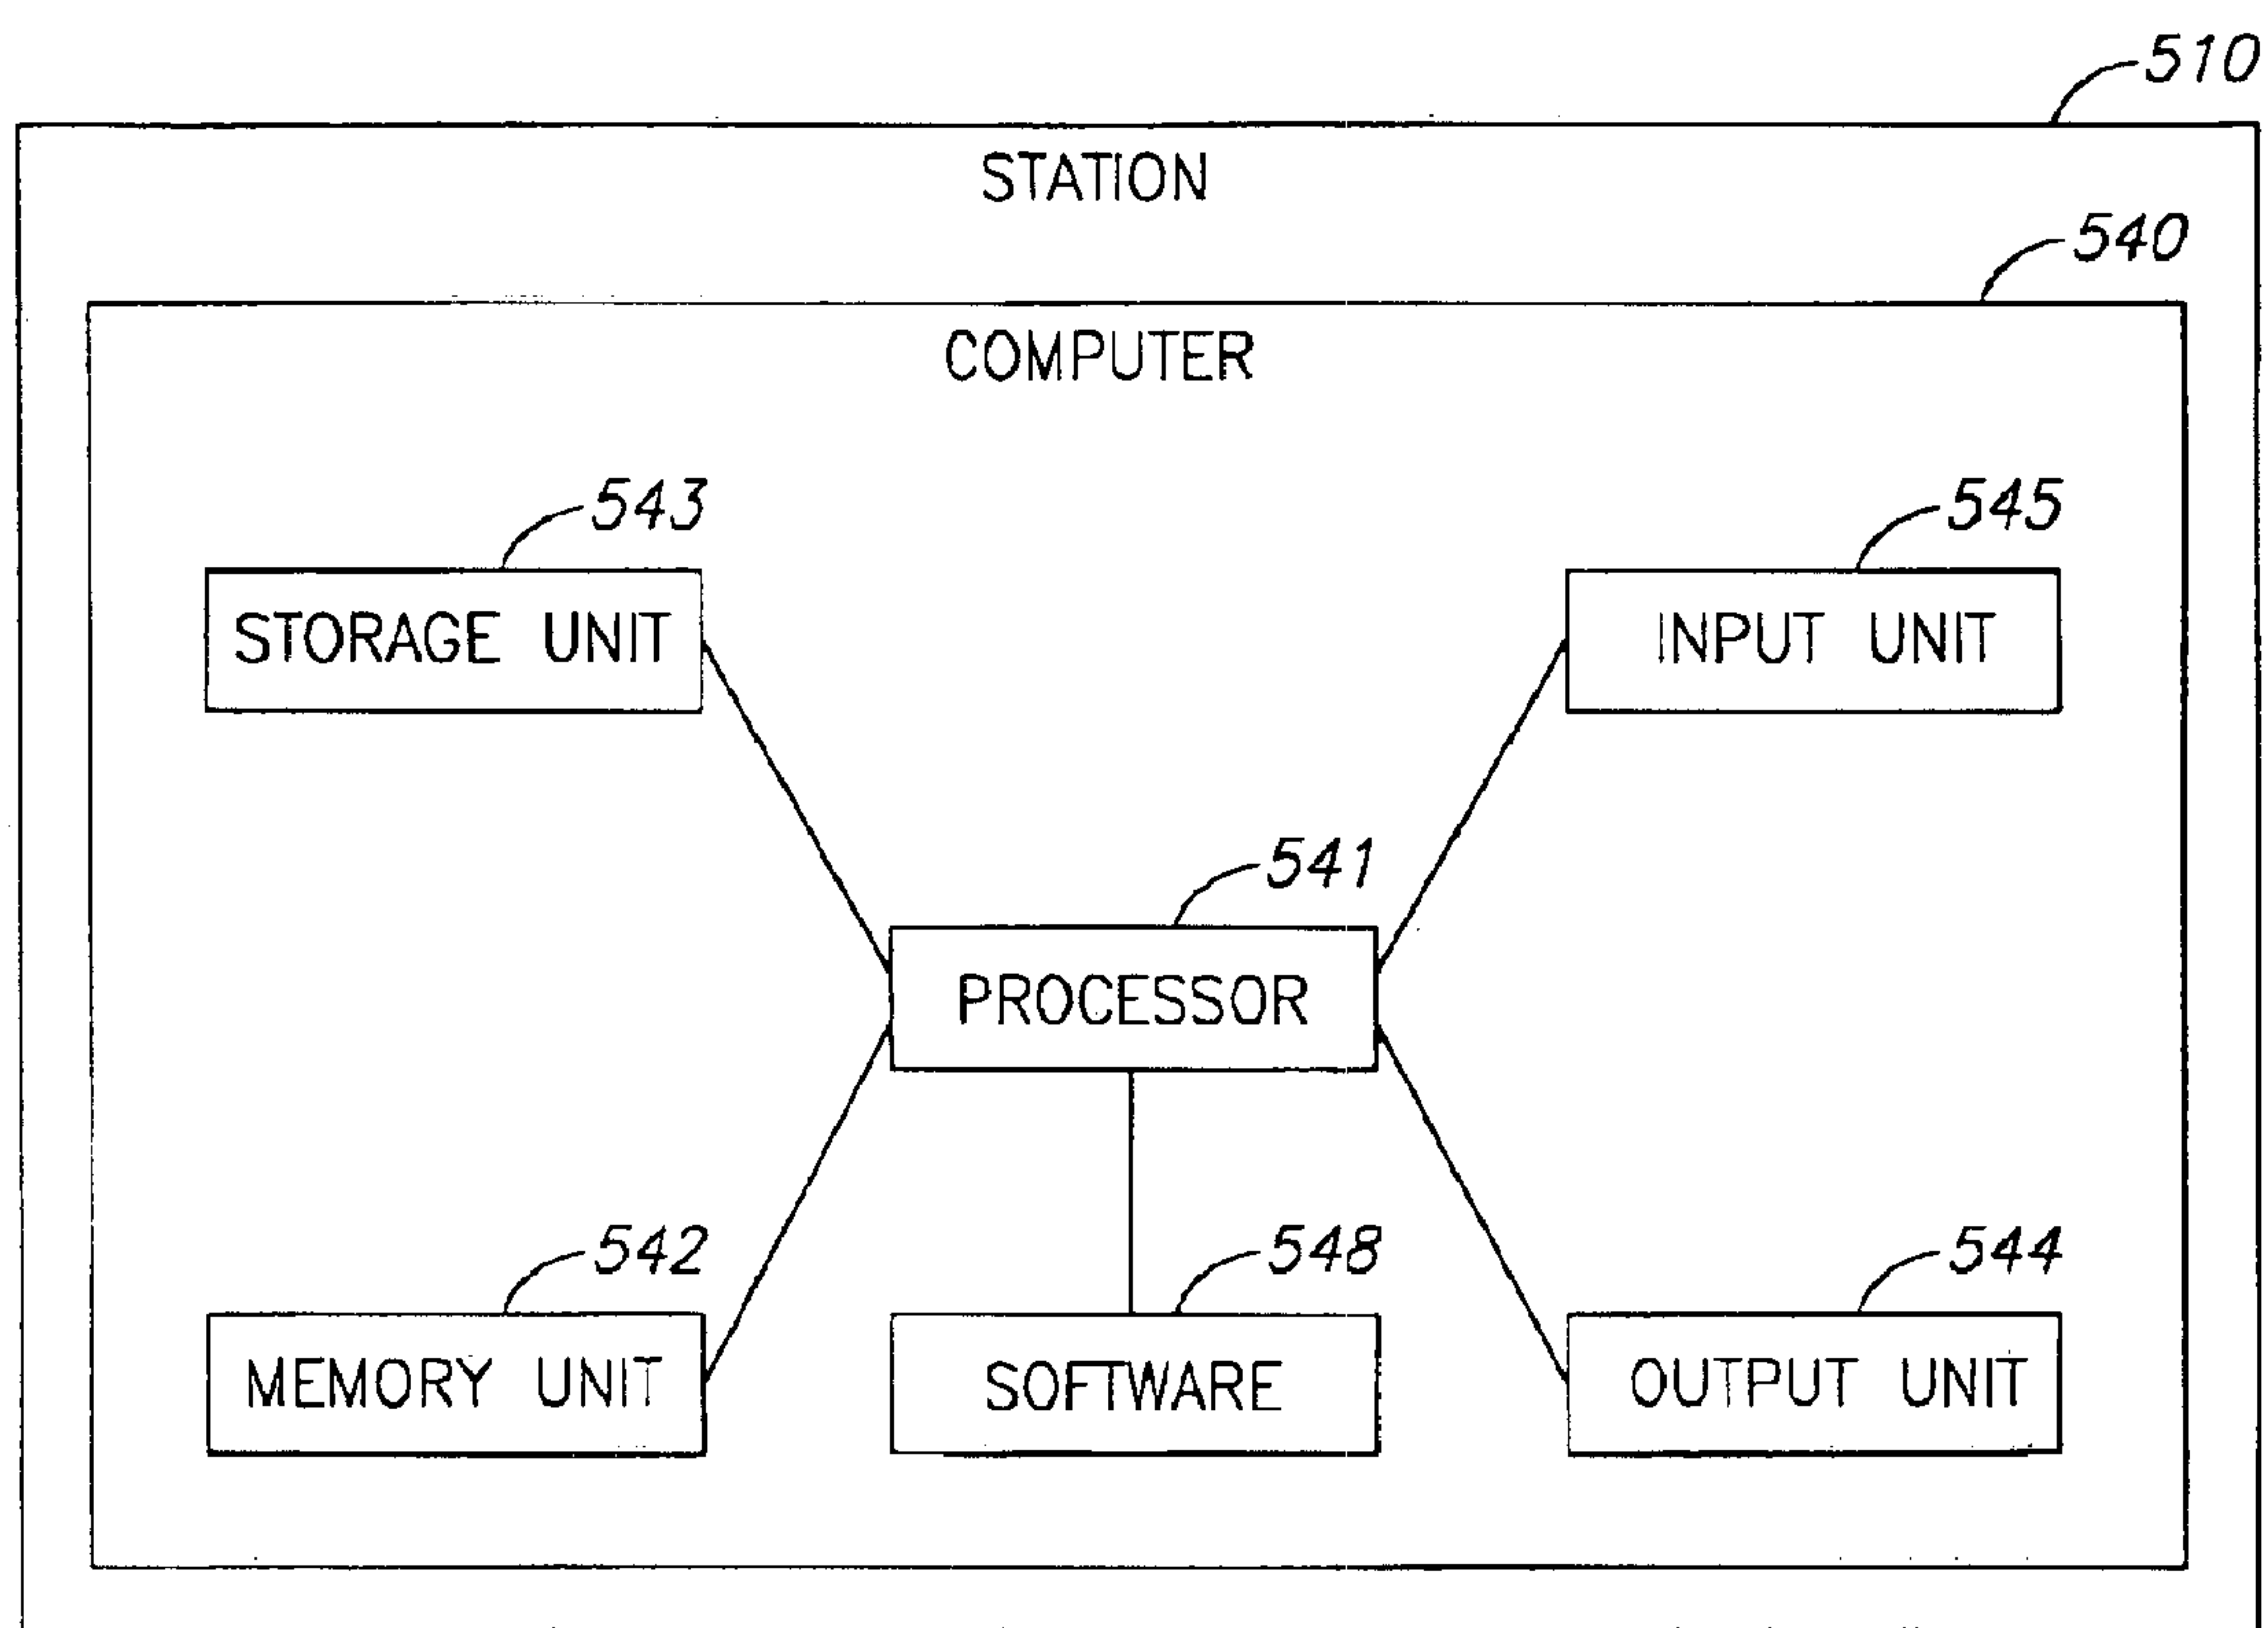 510
STATION
540
COMPUTER
543
545
STORAGE UNIT
INPUT UNIT
541
PROCESSOR
542
548
544
MEMORY UNIT
SOFTWARE
OUTPUT UNIT